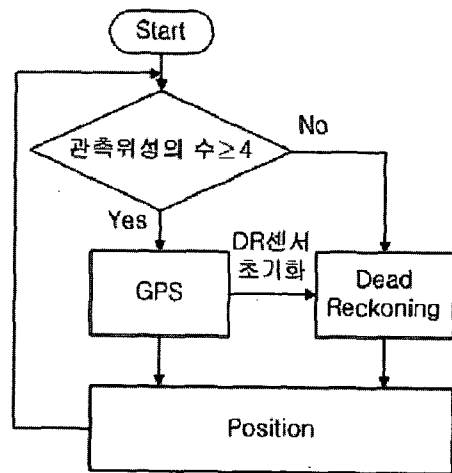 Start
관측위성의 수≥4
No
Yes
DR센서
초기화
GPS
Dead
Reckoning
Position